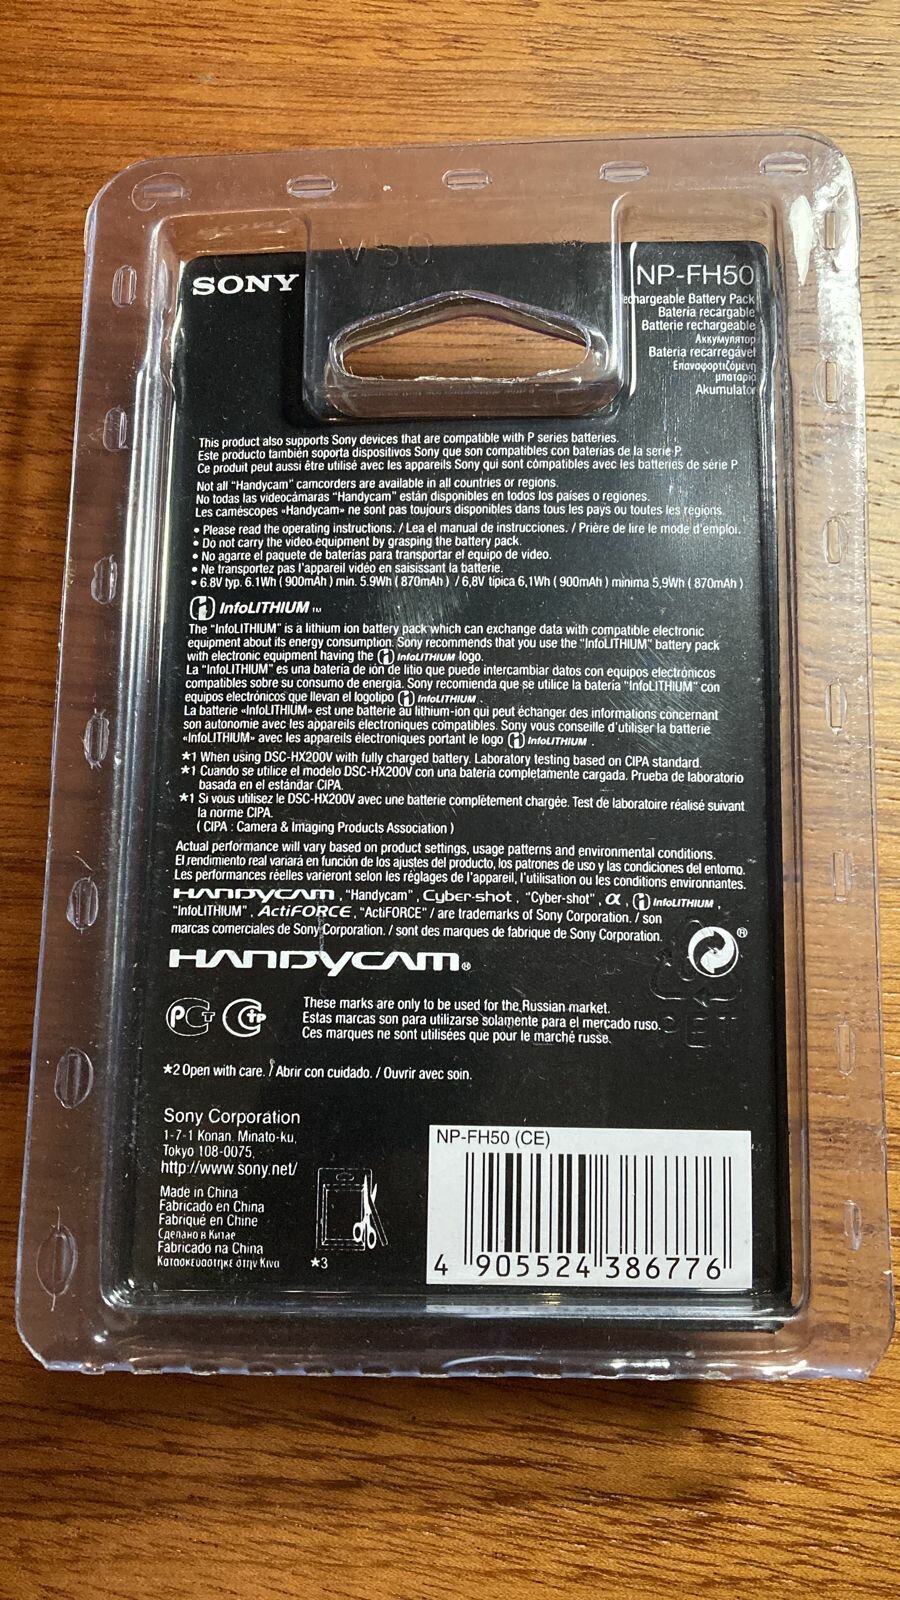 V50
SONY
NP-FH50
echargeable Battery Pack
Batería recargable
Batterie rechargeable
Аккумулятор
Bateria recarregável
Επαναφορτιζόμενη
μπαταρία
Akumulator
This product also supports Sony devices that are compatible with P series batteries.
Este producto también soporta dispositivos Sony que son compatibles con baterías de la serie P.
Ce produit peut aussi être utilisé avec les appareils Sony qui sont compatibles avec les batteries de série P
Not all "Handycam" camcorders are available in all countries or regions.
No todas las videocámaras "Handycam" están disponibles en todos los países o regiones.
Les caméscopes «Handycam» ne sont pas toujours disponibles dans tous les pays ou toutes les régions.
• Please read the operating instructions. / Lea el manual de instrucciones. / Prière de lire le mode d'emploi.
• Do not carry the video equipment by grasping the battery pack.
• No agarre el paquete de baterías para transportar el equipo de video.
• Ne transportez pas l'appareil vidéo en saisissant la batterie.
• 6.8V typ. 6.1Wh (900mAh) min. 5.9Wh (870mAh) / 6,8V típica 6,1Wh (900mAh) mínima 5,9Wh (870mAh)
InfoLITHIUM TM
The "InfoLITHIUM" is a lithium ion battery pack which can exchange data with compatible electronic
equipment about its energy consumption. Sony recommends that you use the "InfoLITHIUM" battery pack
with electronic equipment having the InfoLITHIUM logo.
La "InfoLITHIUM" es una batería de ión de litio que puede intercambiar datos con equipos electrónicos
compatibles sobre su consumo de energía. Sony recomienda que se utilice la batería "InfoLITHIUM" con
equipos electrónicos que llevan el logotipo InfoLITHIUM .
La batterie «InfoLITHIUM» est une batterie au lithium-ion qui peut échanger des informations concernant
son autonomie avec les appareils électroniques compatibles. Sony vous conseille d'utiliser la batterie
«InfoLITHIUM» avec les appareils électroniques portant le logo InfoLITHIUM .
*1 When using DSC-HX200V with fully charged battery. Laboratory testing based on CIPA standard.
*1 Cuando se utilice el modelo DSC-HX200V con una batería completamente cargada. Prueba de laboratorio
basada en el estándar CIPA.
*1 Si vous utilisez le DSC-HX200V avec une batterie complètement chargée. Test de laboratoire réalisé suivant
la norme CIPA.
( CIPA : Camera & Imaging Products Association )
Actual performance will vary based on product settings, usage patterns and environmental conditions.
El rendimiento real variará en función de los ajustes del producto, los patrones de uso y las condiciones del entorno.
Les performances réelles varieront selon les réglages de l'appareil, l'utilisation ou les conditions environnantes.
HANDYCAM , "Handycam" , Cyber-shot , "Cyber-shot" , α , InfoLITHIUM ,
"InfoLITHIUM" , ActiFORCE , "ActiFORCE" / are trademarks of Sony Corporation. / son
marcas comerciales de Sony Corporation. / sont des marques de fabrique de Sony Corporation.
®
HANDYCAM®
PET
These marks are only to be used for the Russian market.
Estas marcas son para utilizarse solamente para el mercado ruso.
Ces marques ne sont utilisées que pour le marché russe.
*2 Open with care. / Abrir con cuidado. / Ouvrir avec soin.
Sony Corporation
1-7-1 Konan. Minato-ku,
Tokyo 108-0075,
http://www.sony.net/
Made in China
Fabricado en China
Fabriqué en Chine
Сделано в Китае
Fabricado na China
Κατασκευάστηκε στην Κίνα
*3
NP-FH50 (CE)
4 905524 386776